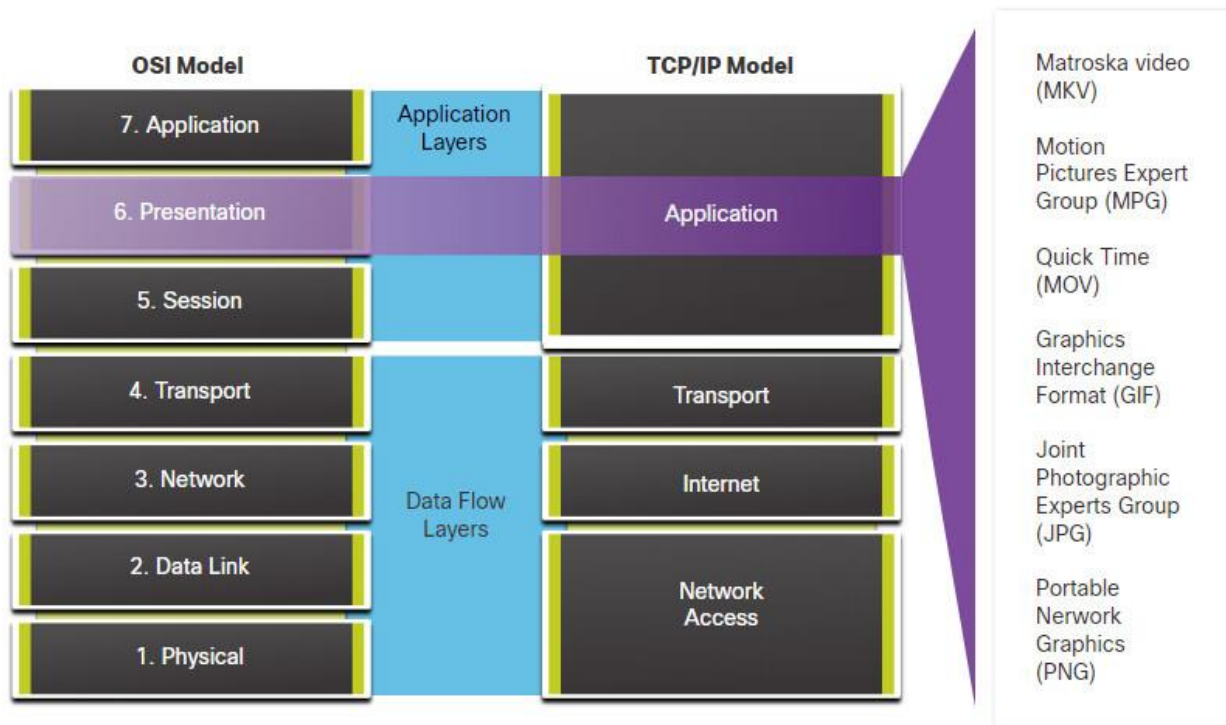 OSI Model
7. Application
6. Presentation
5. Session
4. Transport
3. Network
2. Data Link
1. Physical
Application
Layers
Data Flow
Layers
TCP/IP Model
Application
Transport
Internet
Network
Access
Matroska video
(MKV)
Motion
Pictures Expert
Group (MPG)
Quick Time
(MOV)
Graphics
Interchange
Format (GIF)
Joint
Photographic
Experts Group
(JPG)
Portable
Nerwork
Graphics
(PNG)